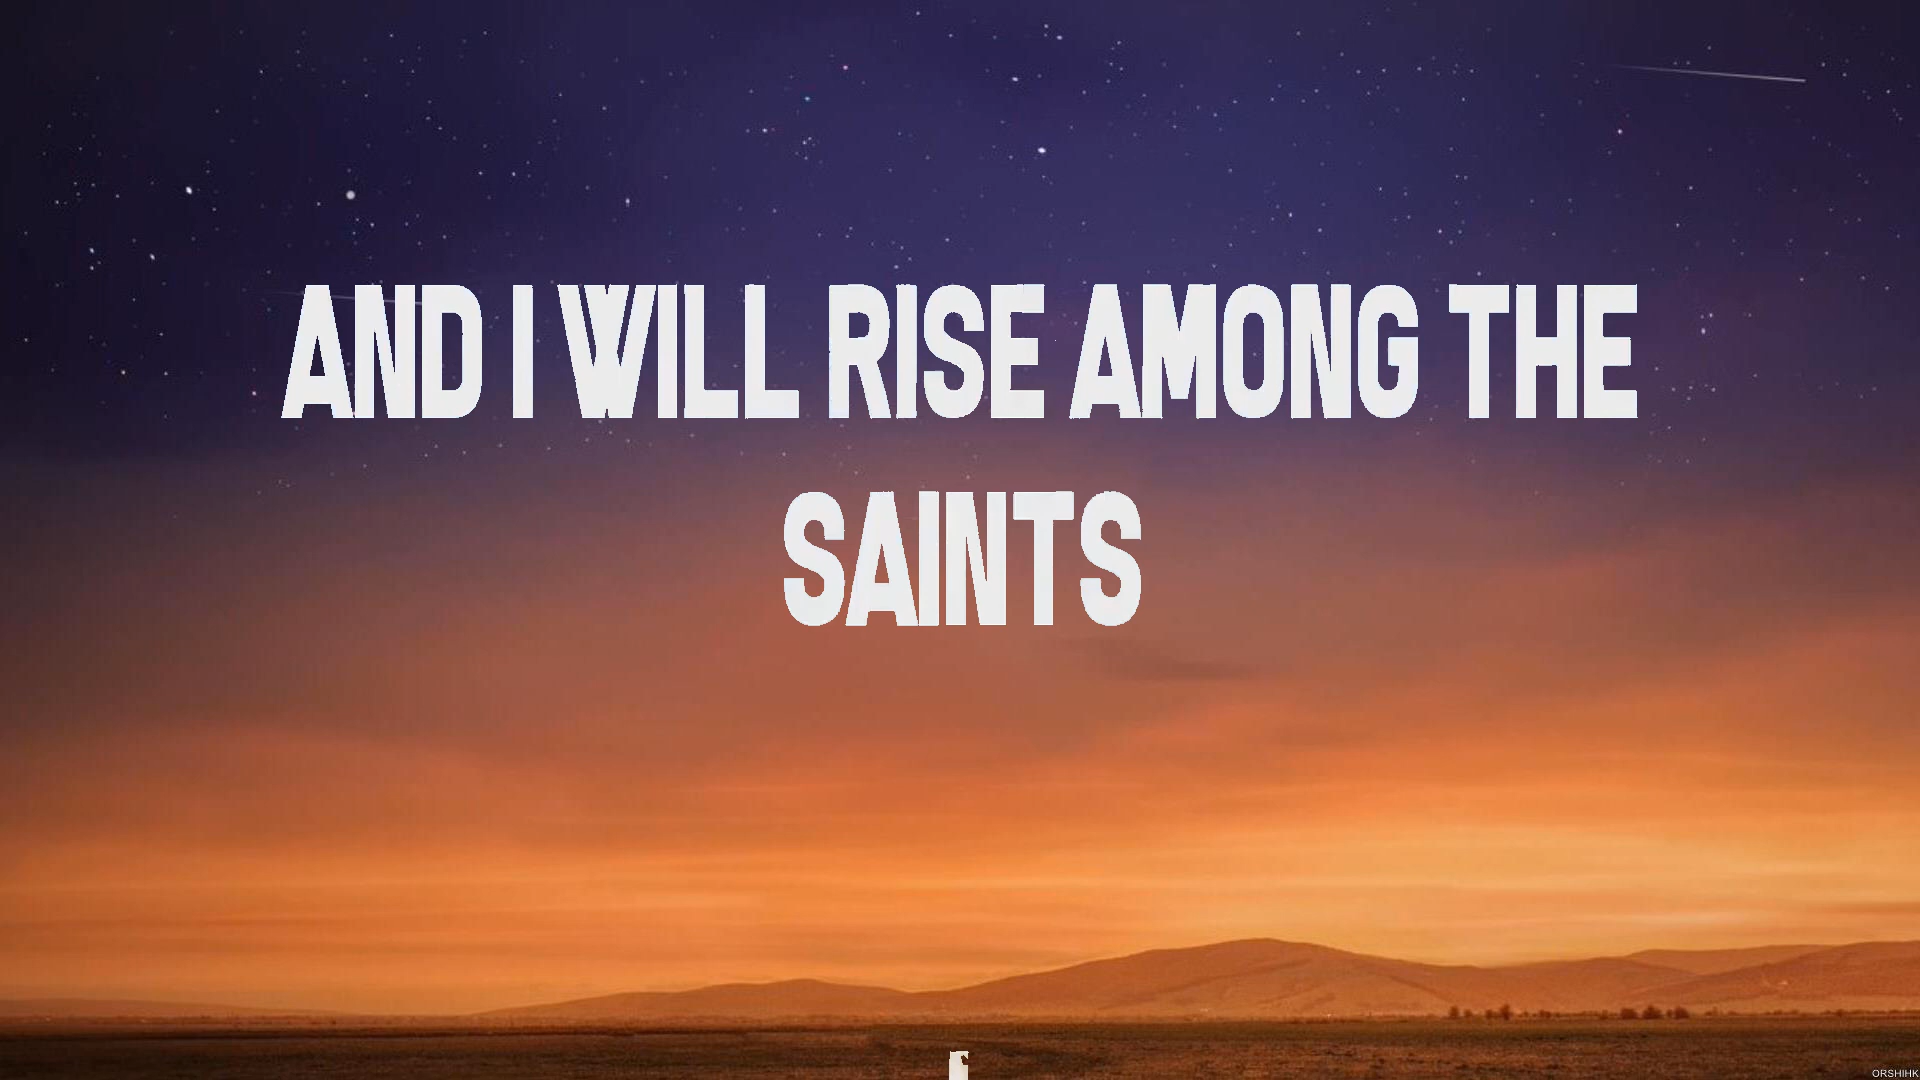 AND I WILL RISE AMONG THE
SAINTS
ORSHIHK